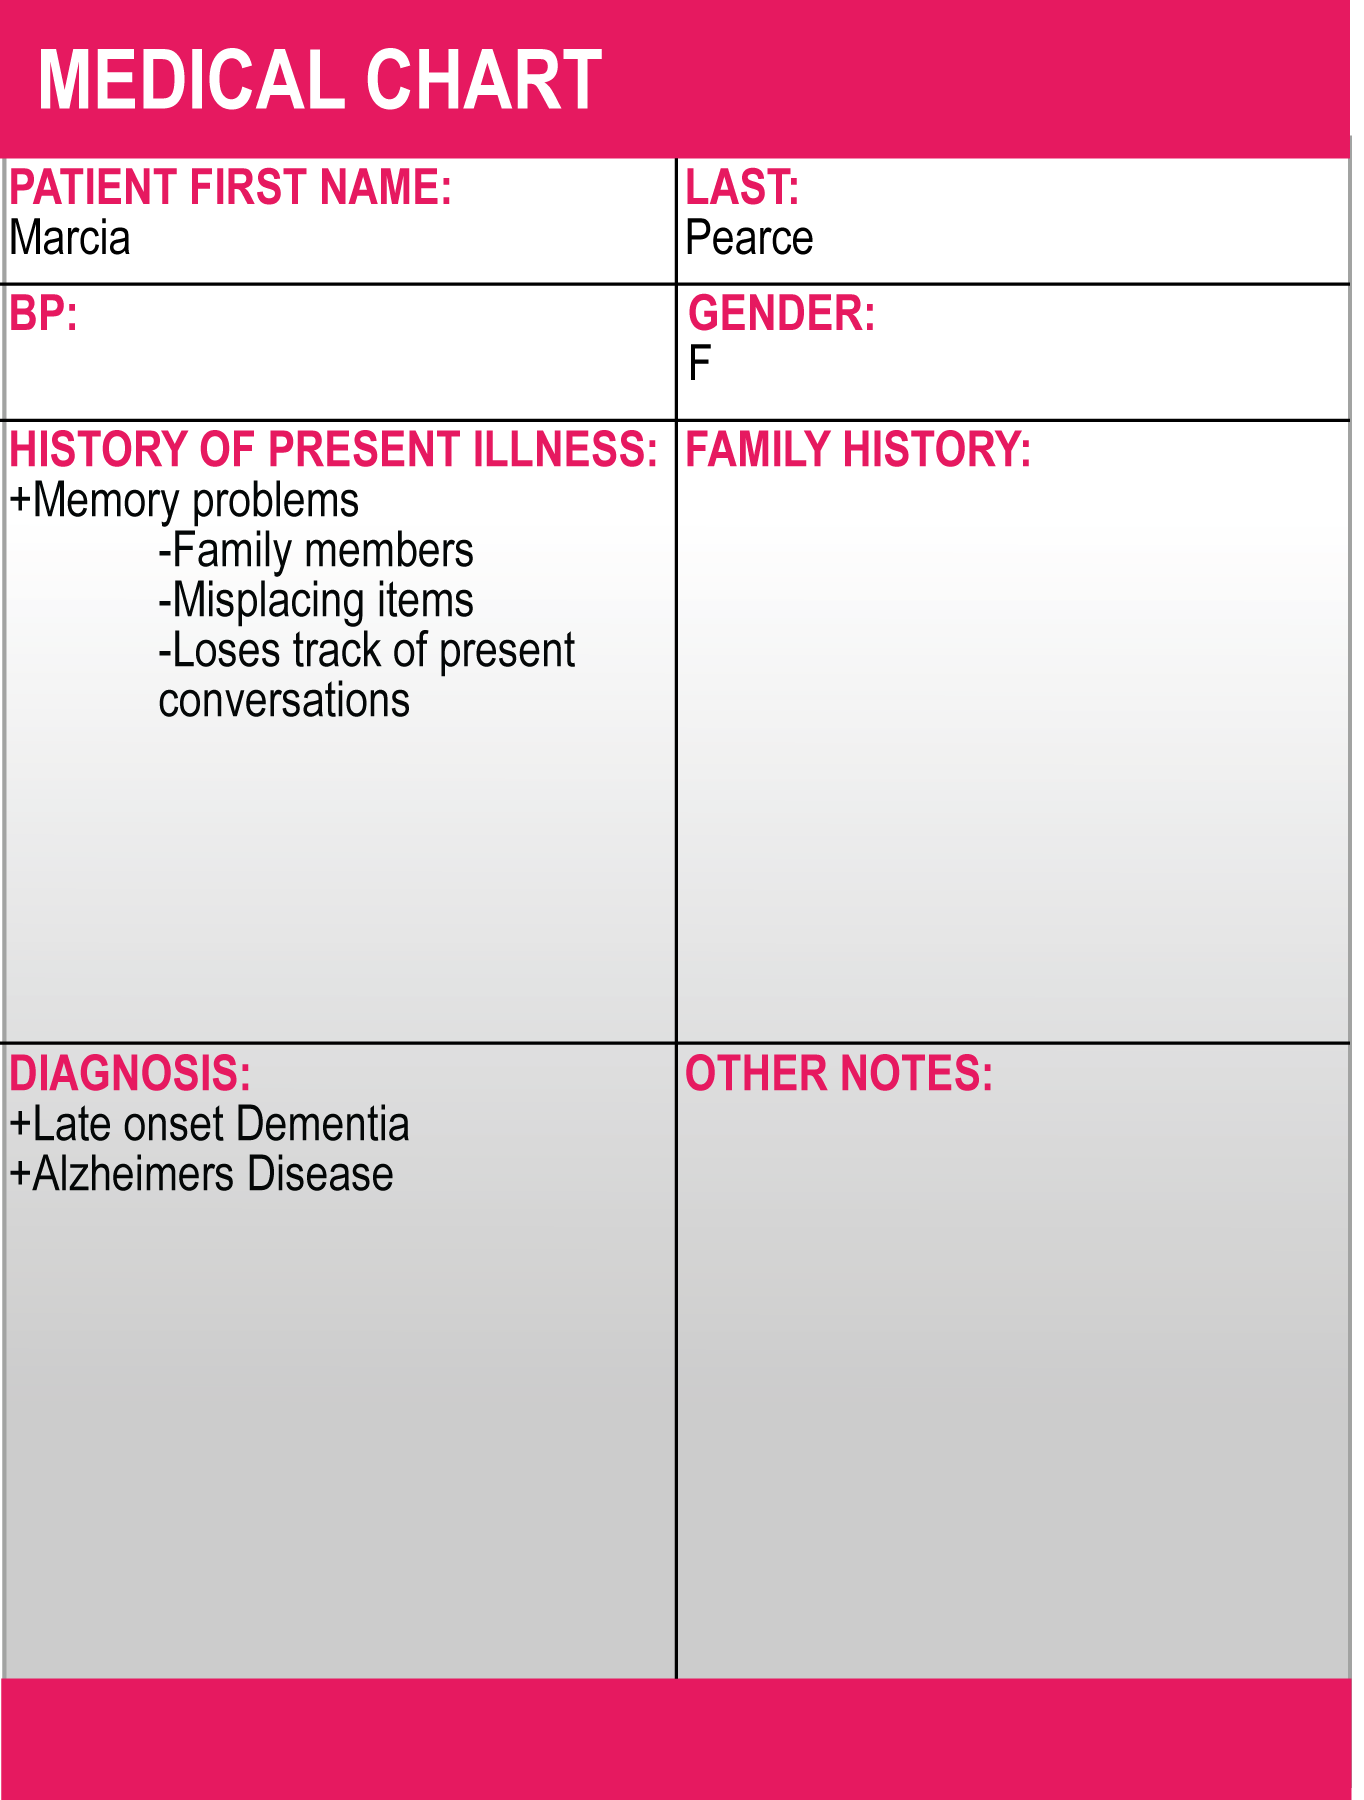 MEDICAL CHART
PATIENT FIRST NAME:
Marcia
LAST:
Pearce
BP:
GENDER:
F
HISTORY OF PRESENT ILLNESS:
+Memory problems
-Family members
-Misplacing items
-Loses track of present
conversations
FAMILY HISTORY:
DIAGNOSIS:
+Late onset Dementia
+Alzheimers Disease
OTHER NOTES: